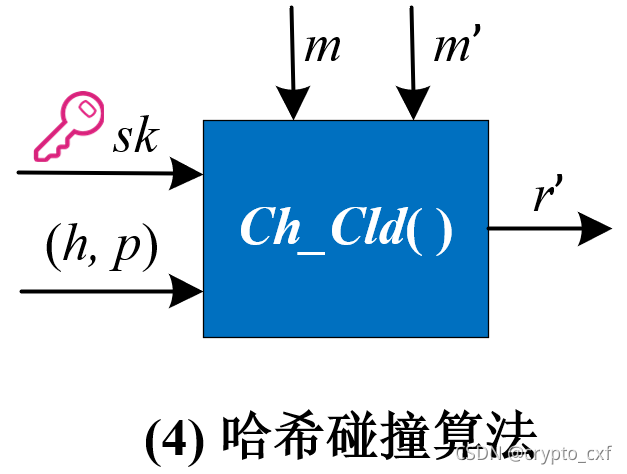 m
m’
sk
(h, p)
Ch_Cld( )
r’
(4) 哈希碰撞算法
CSDN @crypto_cxf